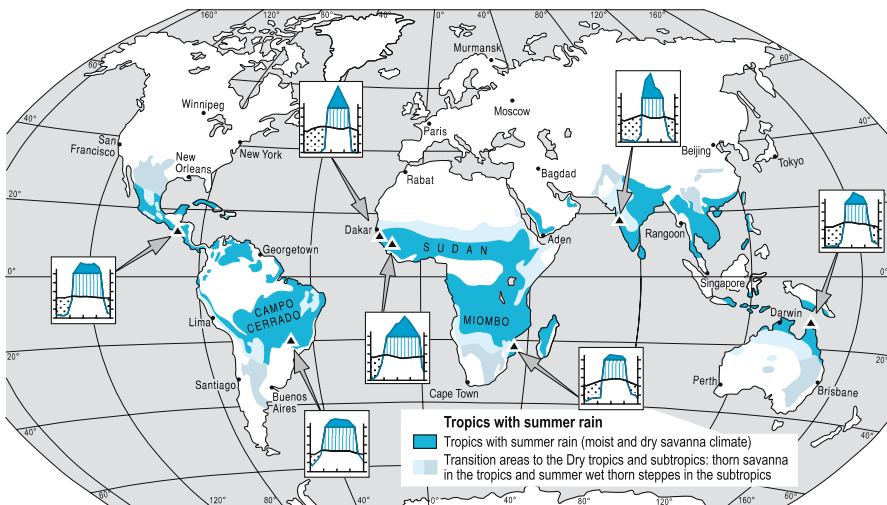 160° 120° 80° 40° 0° 40° 80° 120° 160°
Murmansk
60° 60°
Winnipeg
Moscow
Paris
San
Francisco
40° 40°
New York
Beijing
Tokyo
New
Orleans
Rabat
Bagdad
20° 20°
Dakar
SUDAN
Aden
Rangoon
Georgetown
0° 0°
Singapore
CAMPO
CERRADO
MIOMBO
Lima
Darwin
20° 20°
Santiago
Buenos
Aires
Cape Town
Perth
Brisbane
40° 40°
Tropics with summer rain
Tropics with summer rain (moist and dry savanna climate)
Transition areas to the Dry tropics and subtropics: thorn savanna
in the tropics and summer wet thorn steppes in the subtropics
60° 60°
120° 80° 40° 0° 40° 80° 120°